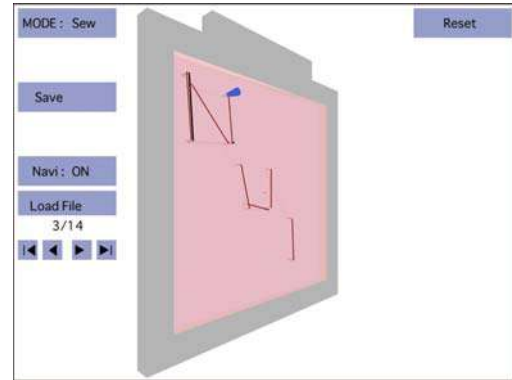 MODE : Sew
Reset
Save
Navi : ON
Load File
3/14